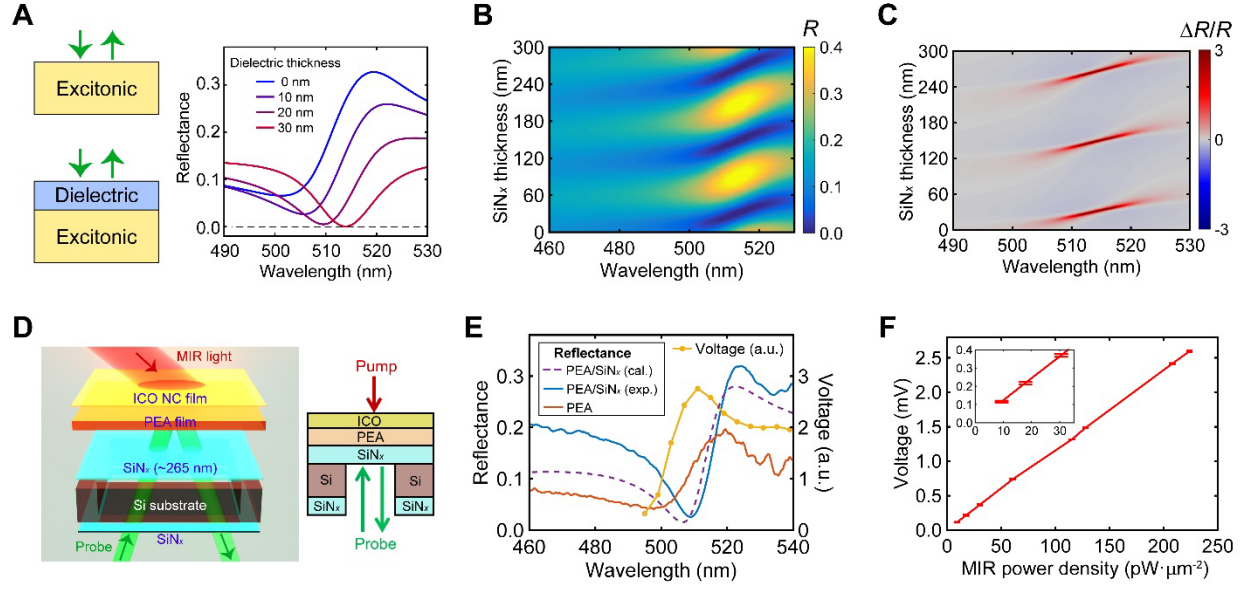 A
Excitonic
Dielectric
Excitonic
Reflectance
0.3
0.2
0.1
0.0
Dielectric thickness
0 nm
10 nm
20 nm
30 nm
490 500 510 520 530
Wavelength (nm)
B
R
SiNₓ thickness (nm)
300
240
180
120
60
0
460 480 500 520
Wavelength (nm)
0.4
0.3
0.2
0.1
0.0
C
ΔR/R
SiNₓ thickness (nm)
300
240
180
120
60
0
490 500 510 520 530
Wavelength (nm)
3
0
-3
D
MIR light
ICO NC film
PEA film
SiNₓ (~265 nm)
Si substrate
SiNₓ
Probe
Pump
ICO
PEA
SiNₓ
Si Si
SiNₓ SiNₓ
Probe
E
Reflectance
0.4
0.3
0.2
0.1
0.0
Reflectance
PEA/SiNₓ (cal.)
PEA/SiNₓ (exp.)
PEA
Voltage (a.u.)
3
2
1
0
Voltage (a.u.)
460 480 500 520 540
Wavelength (nm)
F
Voltage (mV)
2.5
2.0
1.5
1.0
0.5
0.0
0.4
0.3
0.2
0.1
0.0
0 10 20 30
0 50 100 150 200 250
MIR power density (pW·μm⁻²)